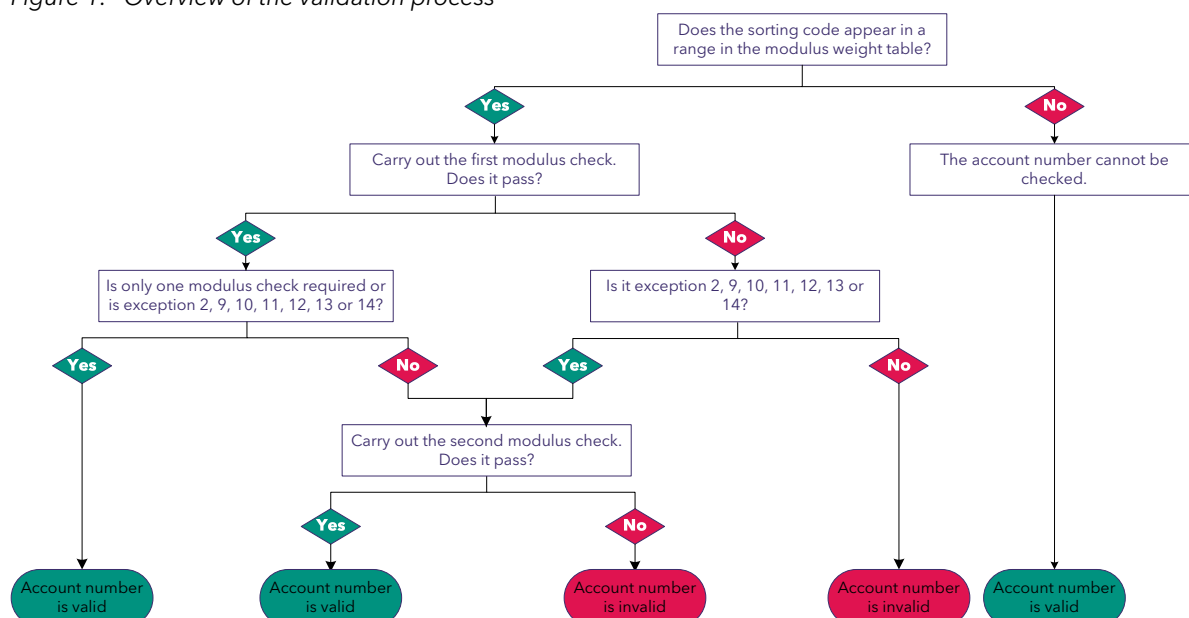 Figure 1: Overview of the validation process
Does the sorting code appear in a
range in the modulus weight table?
Yes
No
Carry out the first modulus check.
Does it pass?
The account number cannot be
checked.
Yes
No
Is only one modulus check required or
is exception 2, 9, 10, 11, 12, 13 or 14?
Is it exception 2, 9, 10, 11, 12, 13 or
14?
Yes
No
Yes
No
Carry out the second modulus check.
Does it pass?
Yes
No
Account number
is valid
Account number
is valid
Account number
is invalid
Account number
is invalid
Account number
is valid